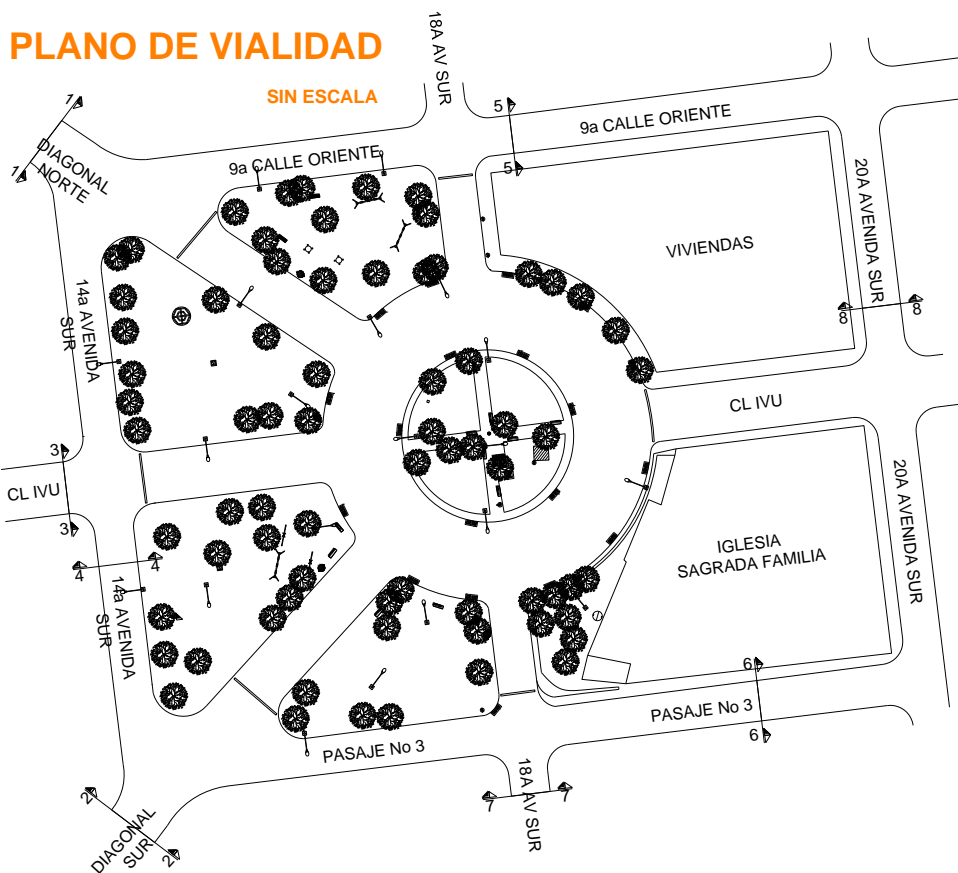 PLANO DE VIALIDAD
SIN ESCALA
18A AV SUR
1
1
DIAGONAL
NORTE
9a CALLE ORIENTE
5
5
9a CALLE ORIENTE
VIVIENDAS
20A AVENIDA SUR
8
8
14a AVENIDA
SUR
CL IVU
3
CL IVU
3
4
4
14a AVENIDA
SUR
IGLESIA
SAGRADA FAMILIA
20A AVENIDA SUR
6
PASAJE No 3
6
PASAJE No 3
18A AV SUR
7
7
2
2
DIAGONAL
SUR